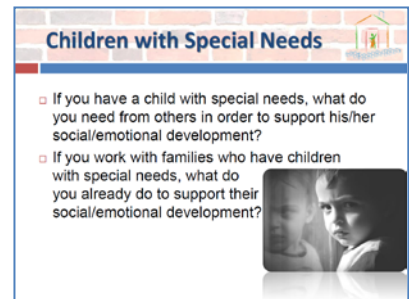 Children with Special Needs
If you have a child with special needs, what do
you need from others in order to support his/her
social/emotional development?
If you work with families who have children
with special needs, what do
you already do to support their
social/emotional development?